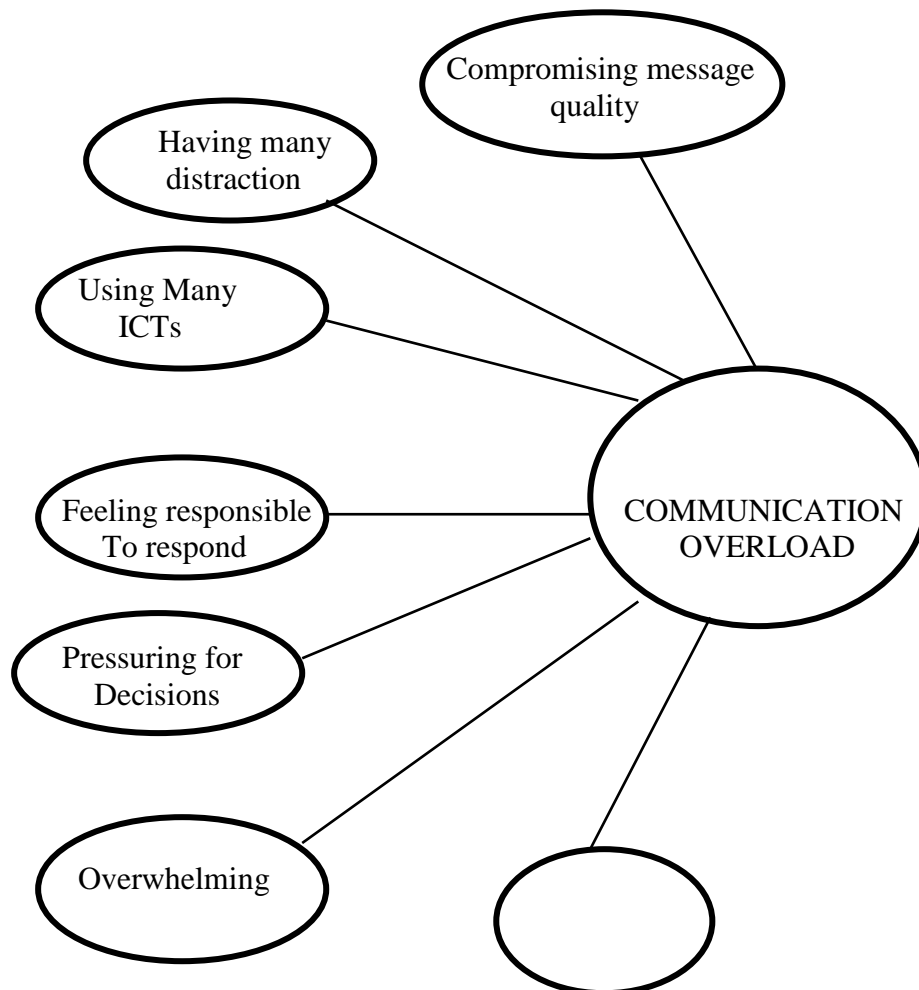 Compromising message
quality
Having many
distraction
Using Many
ICTs
Feeling responsible
To respond
COMMUNICATION
OVERLOAD
Pressuring for
Decisions
Overwhelming